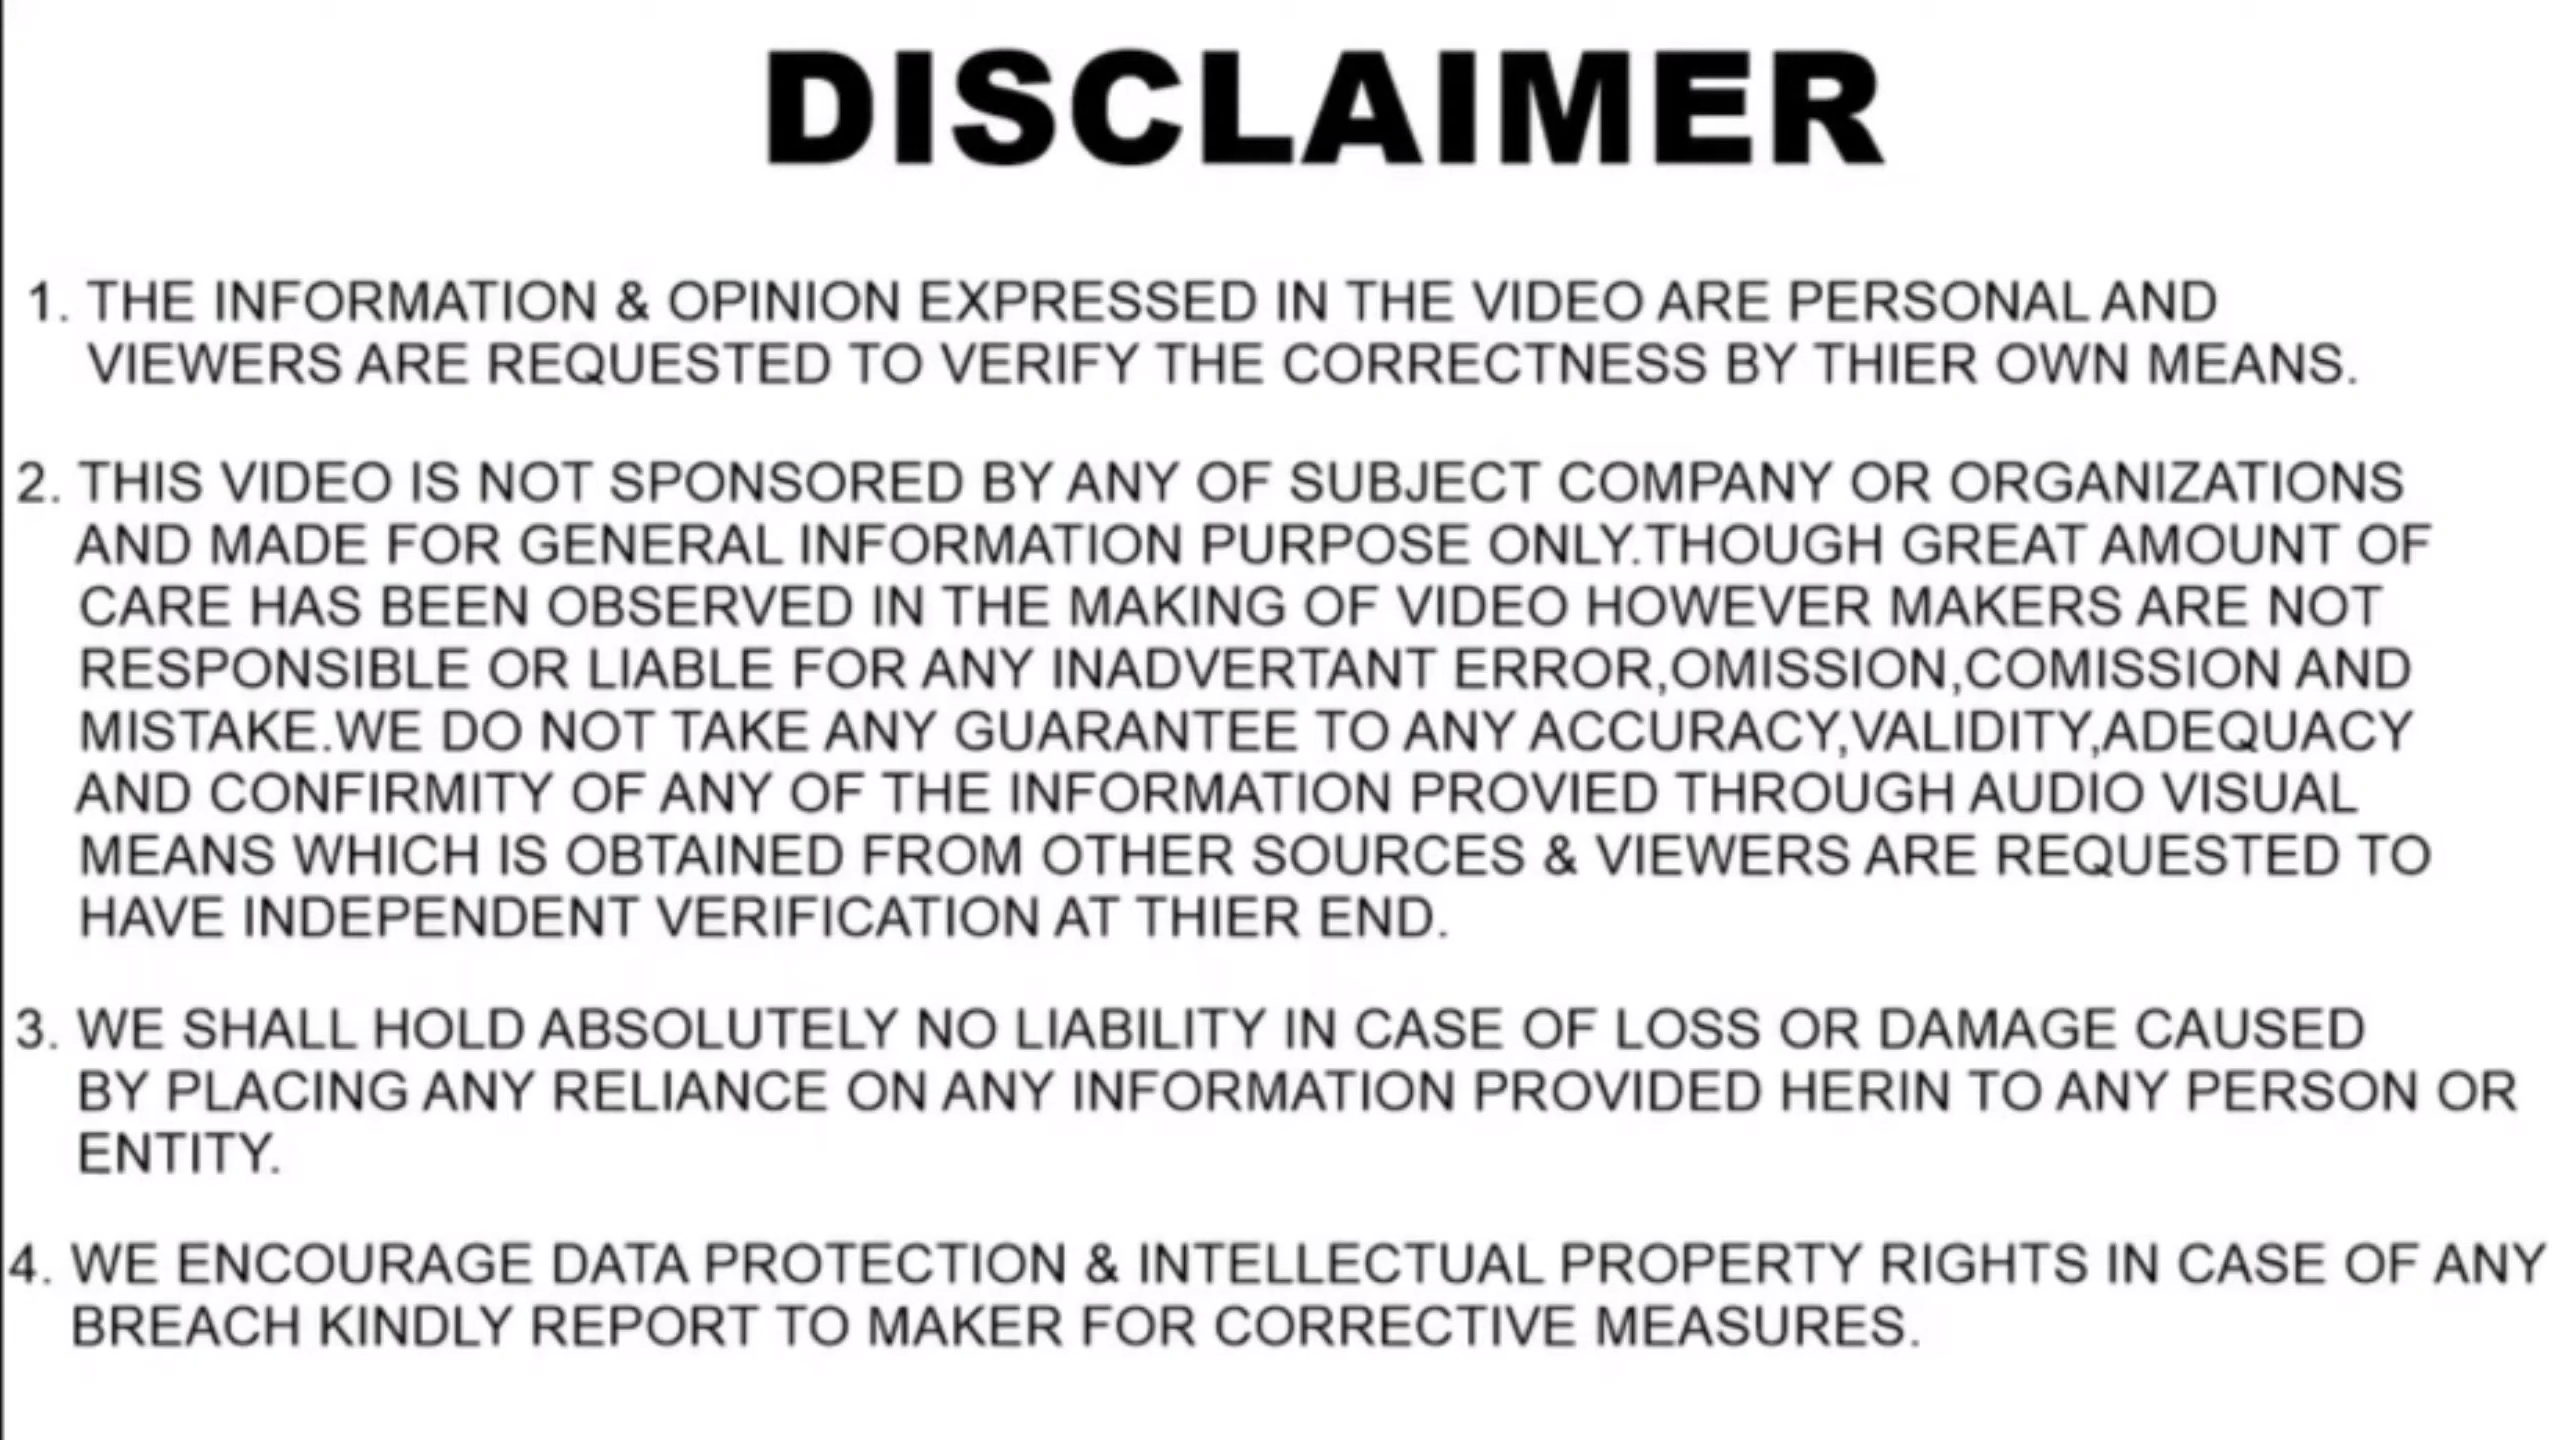 DISCLAIMER
1. THE INFORMATION & OPINION EXPRESSED IN THE VIDEO ARE PERSONAL AND
VIEWERS ARE REQUESTED TO VERIFY THE CORRECTNESS BY THIER OWN MEANS.
2. THIS VIDEO IS NOT SPONSORED BY ANY OF SUBJECT COMPANY OR ORGANIZATIONS
AND MADE FOR GENERAL INFORMATION PURPOSE ONLY.THOUGH GREAT AMOUNT OF
CARE HAS BEEN OBSERVED IN THE MAKING OF VIDEO HOWEVER MAKERS ARE NOT
RESPONSIBLE OR LIABLE FOR ANY INADVERTANT ERROR,OMISSION,COMISSION AND
MISTAKE.WE DO NOT TAKE ANY GUARANTEE TO ANY ACCURACY,VALIDITY,ADEQUACY
AND CONFIRMITY OF ANY OF THE INFORMATION PROVIED THROUGH AUDIO VISUAL
MEANS WHICH IS OBTAINED FROM OTHER SOURCES & VIEWERS ARE REQUESTED TO
HAVE INDEPENDENT VERIFICATION AT THIER END.
3. WE SHALL HOLD ABSOLUTELY NO LIABILITY IN CASE OF LOSS OR DAMAGE CAUSED
BY PLACING ANY RELIANCE ON ANY INFORMATION PROVIDED HERIN TO ANY PERSON OR
ENTITY.
4. WE ENCOURAGE DATA PROTECTION & INTELLECTUAL PROPERTY RIGHTS IN CASE OF ANY
BREACH KINDLY REPORT TO MAKER FOR CORRECTIVE MEASURES.